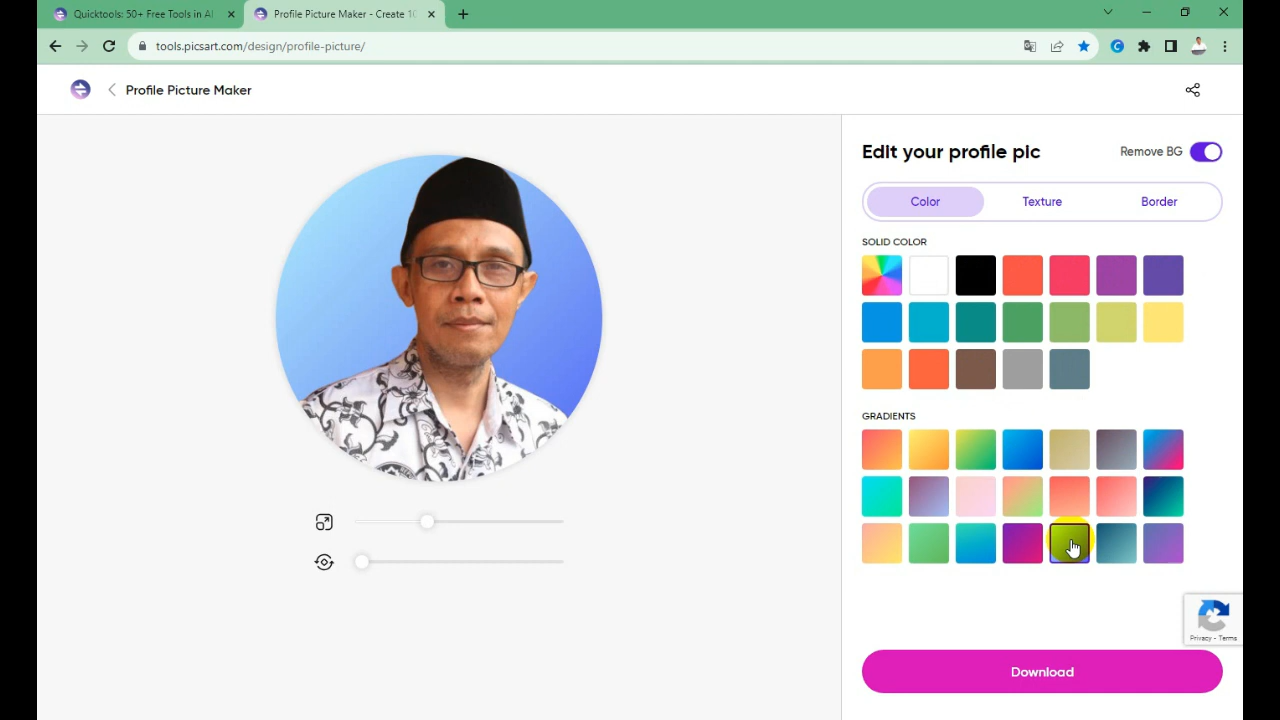 Quicktools: 50+ Free Tools in AI
Profile Picture Maker - Create 1(
tools.picsart.com/design/profile-picture/
Profile Picture Maker
Edit your profile pic
Remove BG
Color
Texture
Border
SOLID COLOR
GRADIENTS
Privacy - Terms
Download